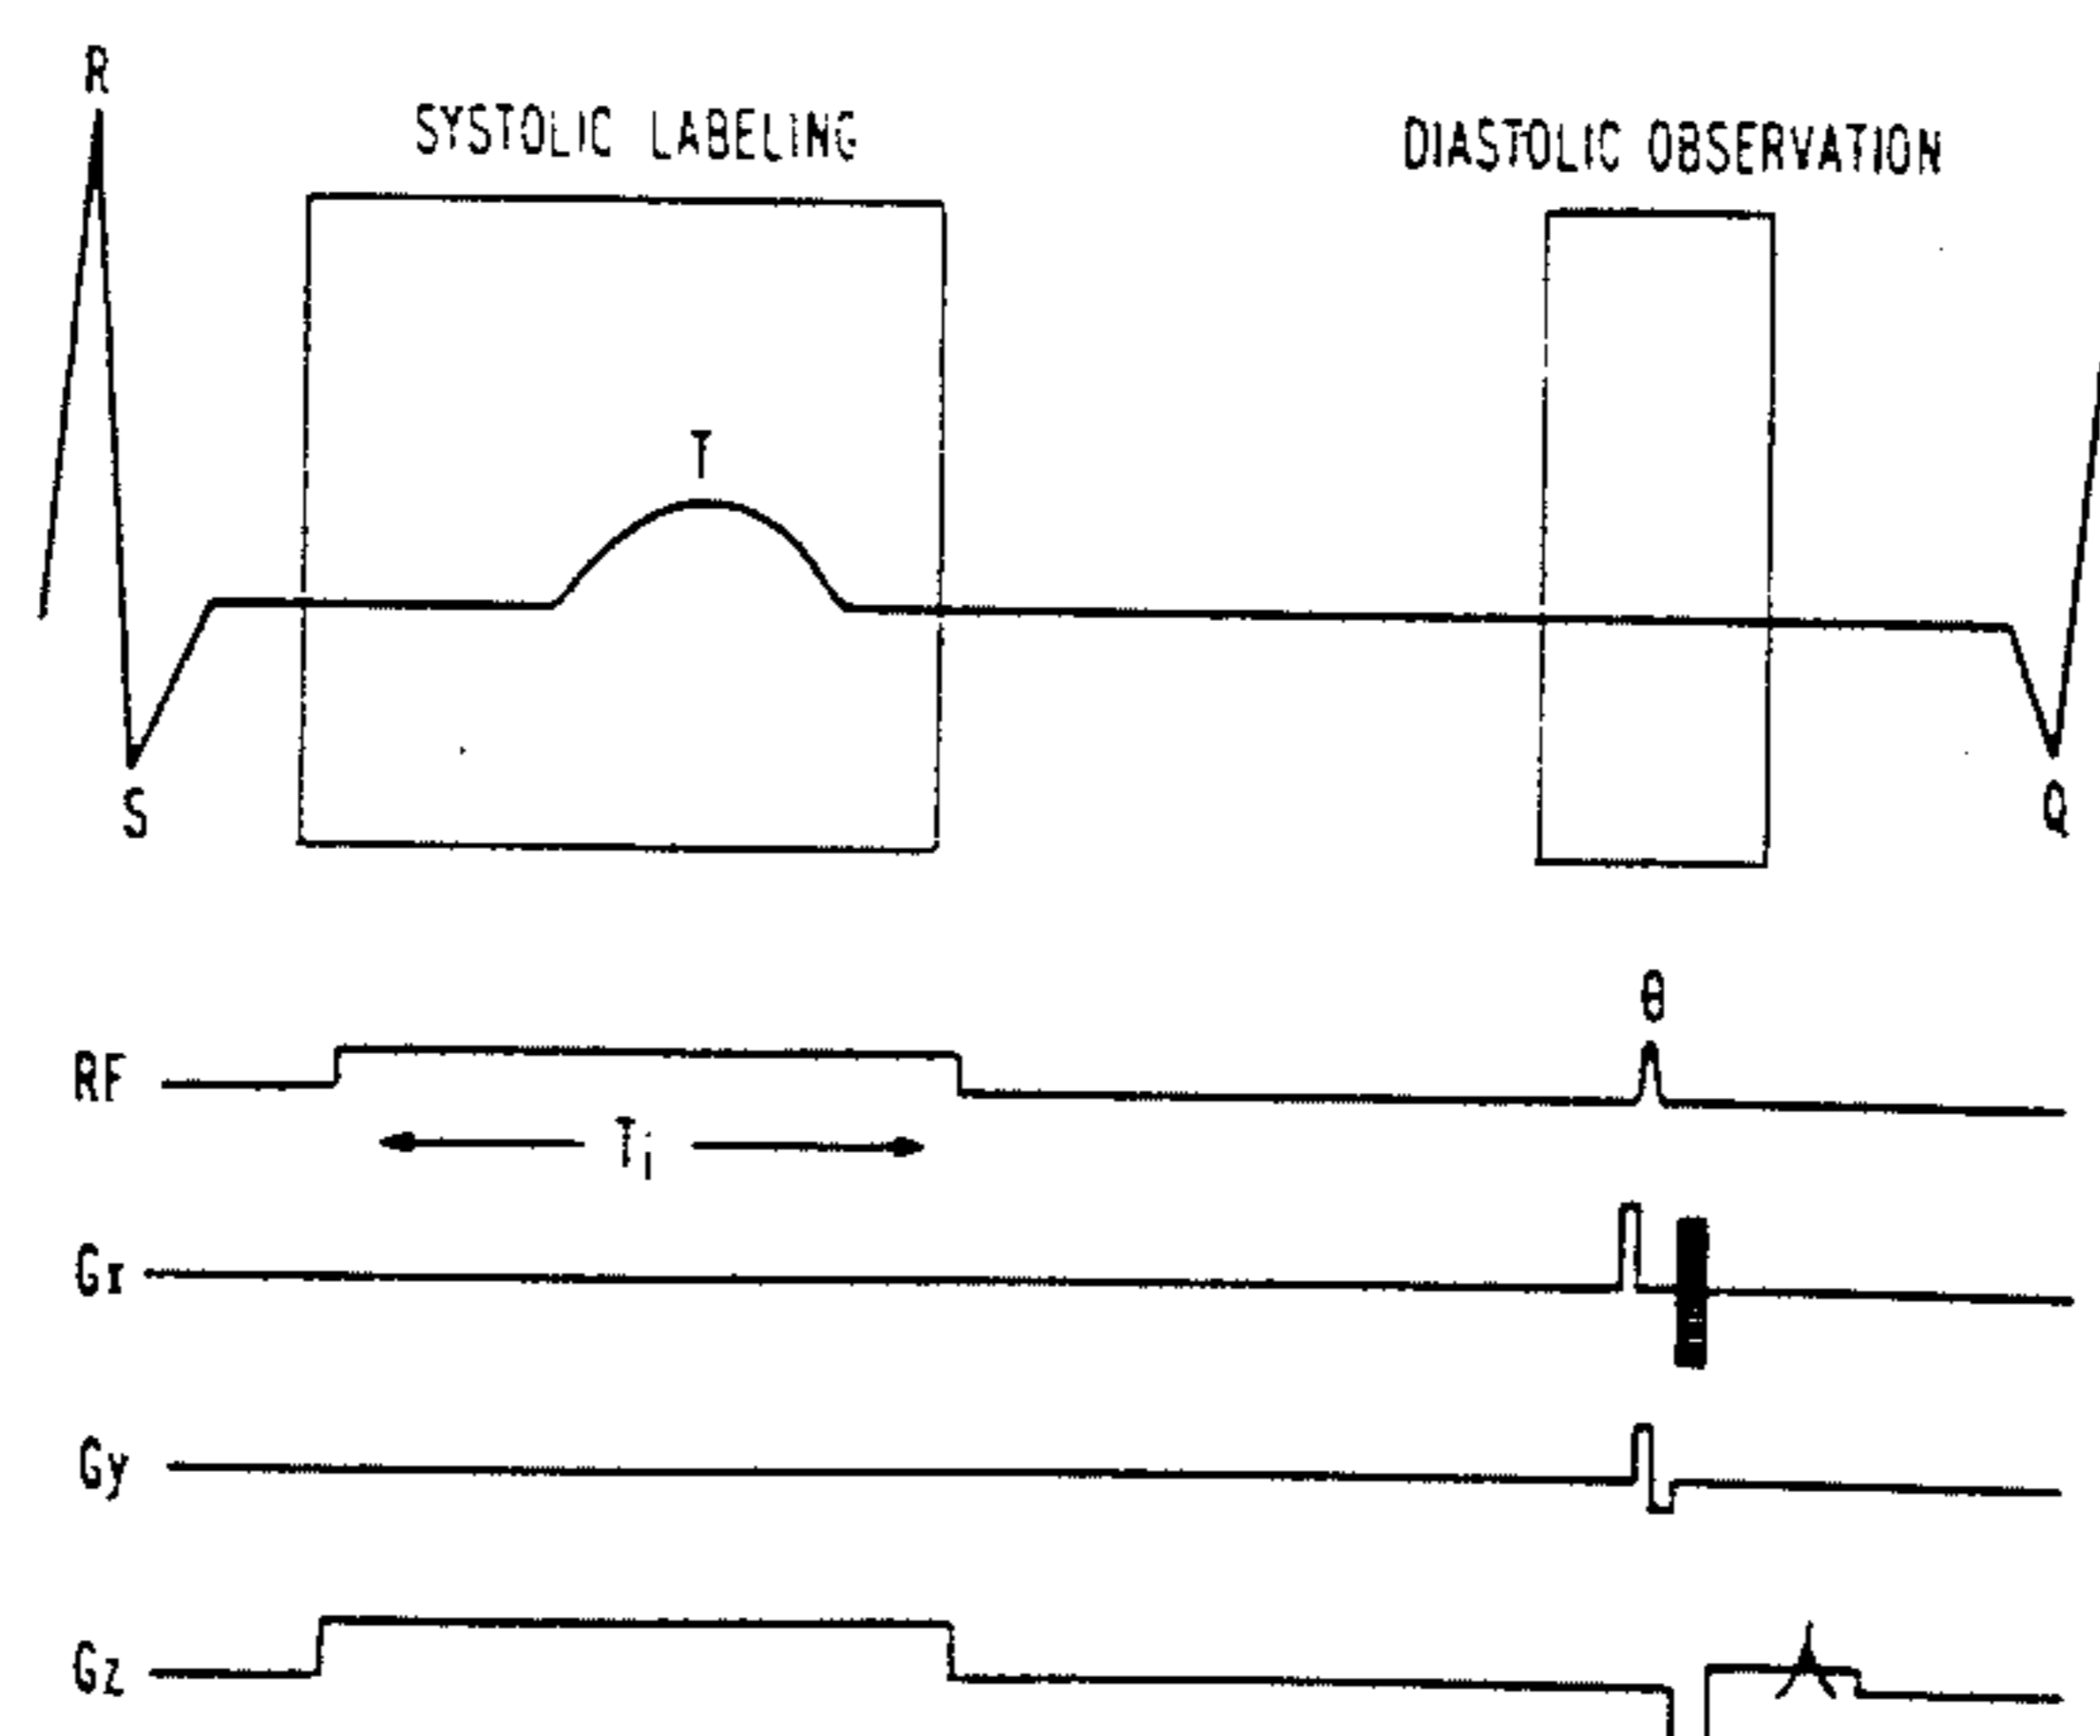 R
SYSTOLIC LABELING
DIASTOLIC OBSERVATION
T
S
Q
θ
RF
Ti
Gx
Gy
Gz